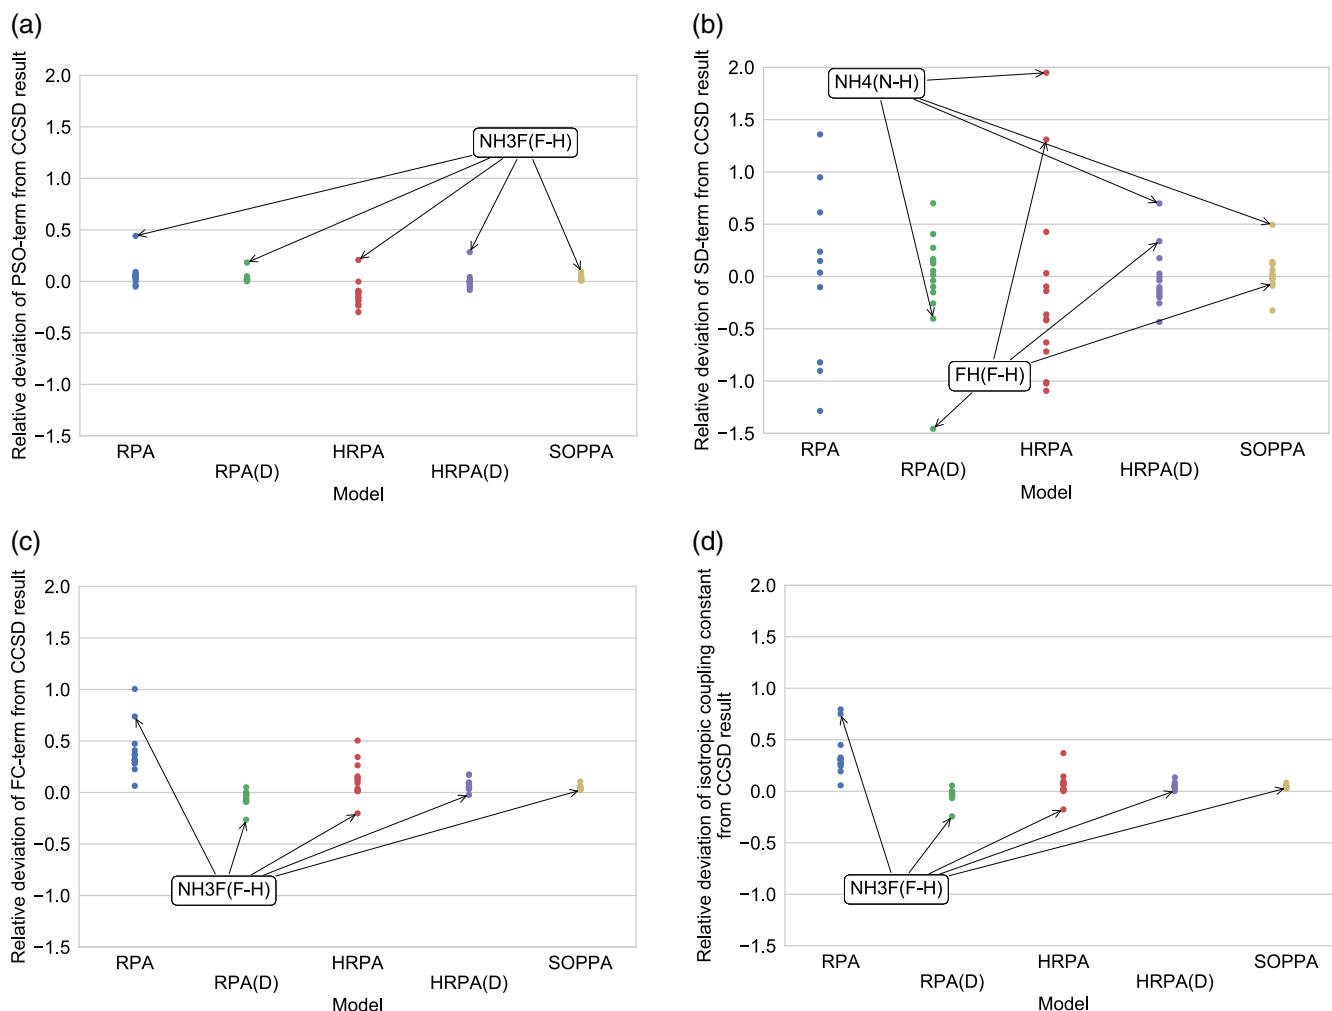 (a)
Relative deviation of PSO-term from CCSD result
2.0
1.5
1.0
0.5
0.0
−0.5
−1.0
−1.5
NH3F(F-H)
RPA
RPA(D)
HRPA
HRPA(D)
SOPPA
Model
(b)
Relative deviation of SD-term from CCSD result
2.0
1.5
1.0
0.5
0.0
−0.5
−1.0
−1.5
NH4(N-H)
FH(F-H)
RPA
RPA(D)
HRPA
HRPA(D)
SOPPA
Model
(c)
Relative deviation of FC-term from CCSD result
2.0
1.5
1.0
0.5
0.0
−0.5
−1.0
−1.5
NH3F(F-H)
RPA
RPA(D)
HRPA
HRPA(D)
SOPPA
Model
(d)
Relative deviation of isotropic coupling constant
from CCSD result
2.0
1.5
1.0
0.5
0.0
−0.5
−1.0
−1.5
NH3F(F-H)
RPA
RPA(D)
HRPA
HRPA(D)
SOPPA
Model